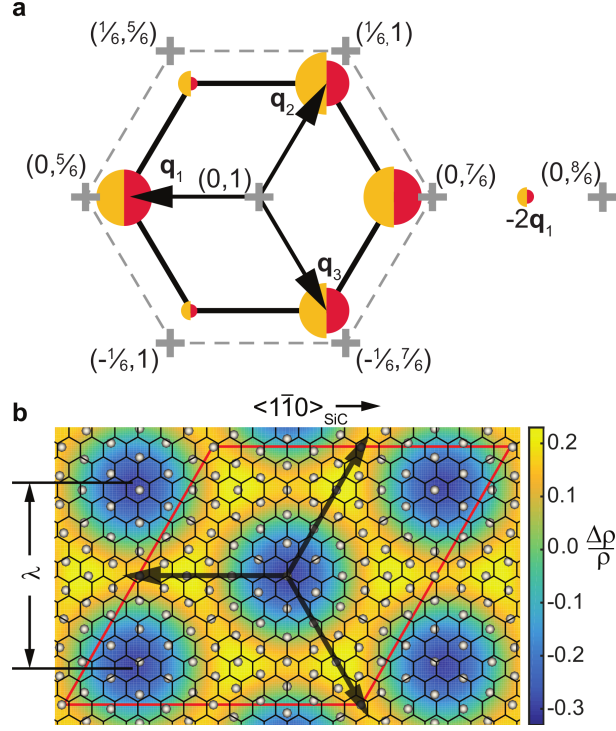 a
(⅙,⅚) (⅙,1)
q₂
(0,⅚) q₁ (0,1) (0,⁷⁄₆) (0,⁸⁄₆)
-2q₁
q₃
(-⅙,1) (-⅙,⁷⁄₆)
b <11̄0>SiC
λ
0.2
0.1
0.0 Δρ/ρ
-0.1
-0.2
-0.3